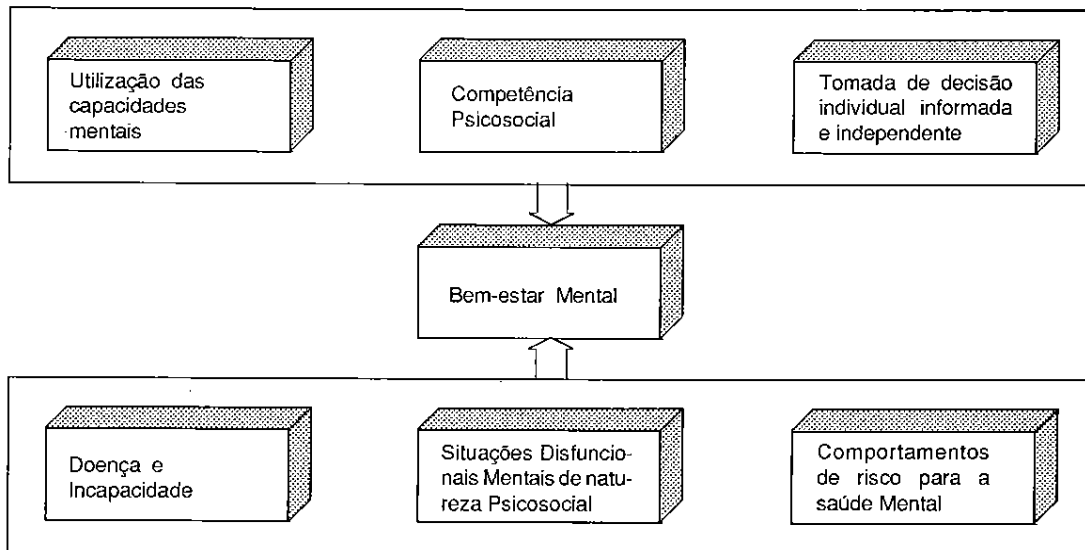 Utilização das
capacidades
mentais
Competência
Psicosocial
Tomada de decisão
individual informada
e independente
Bem-estar Mental
Doença e
Incapacidade
Situações Disfuncio-
nais Mentais de natu-
reza Psicosocial
Comportamentos
de risco para a
saúde Mental